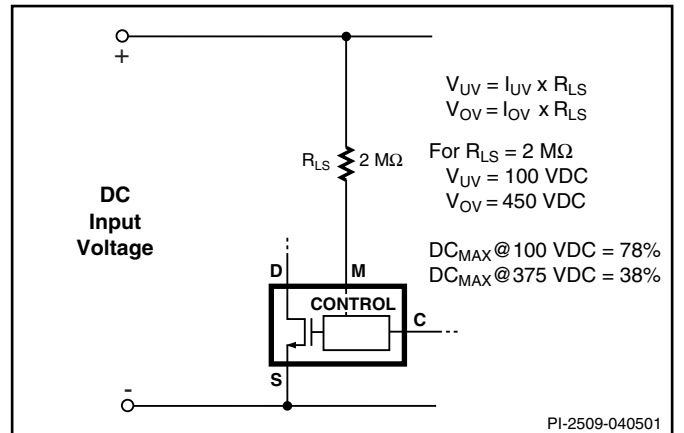 +
V_UV = I_UV x R_LS
V_OV = I_OV x R_LS
R_LS 2 MΩ
For R_LS = 2 MΩ
V_UV = 100 VDC
V_OV = 450 VDC
DC
Input
Voltage
DC_MAX@100 VDC = 78%
DC_MAX@375 VDC = 38%
D M
CONTROL
C
S
-
PI-2509-040501